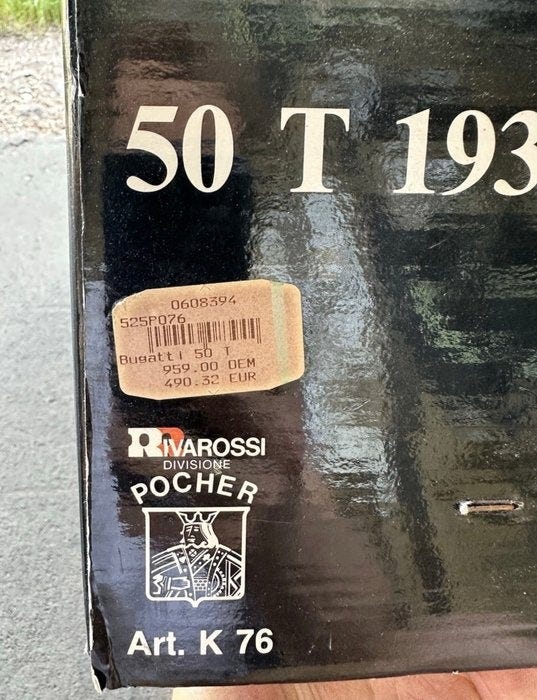 50 T 193
0608394
525P076
Bugatti 50 T
959.00 DEM
490.32 EUR
RIVAROSSI
DIVISIONE
POCHER
Art. K 76